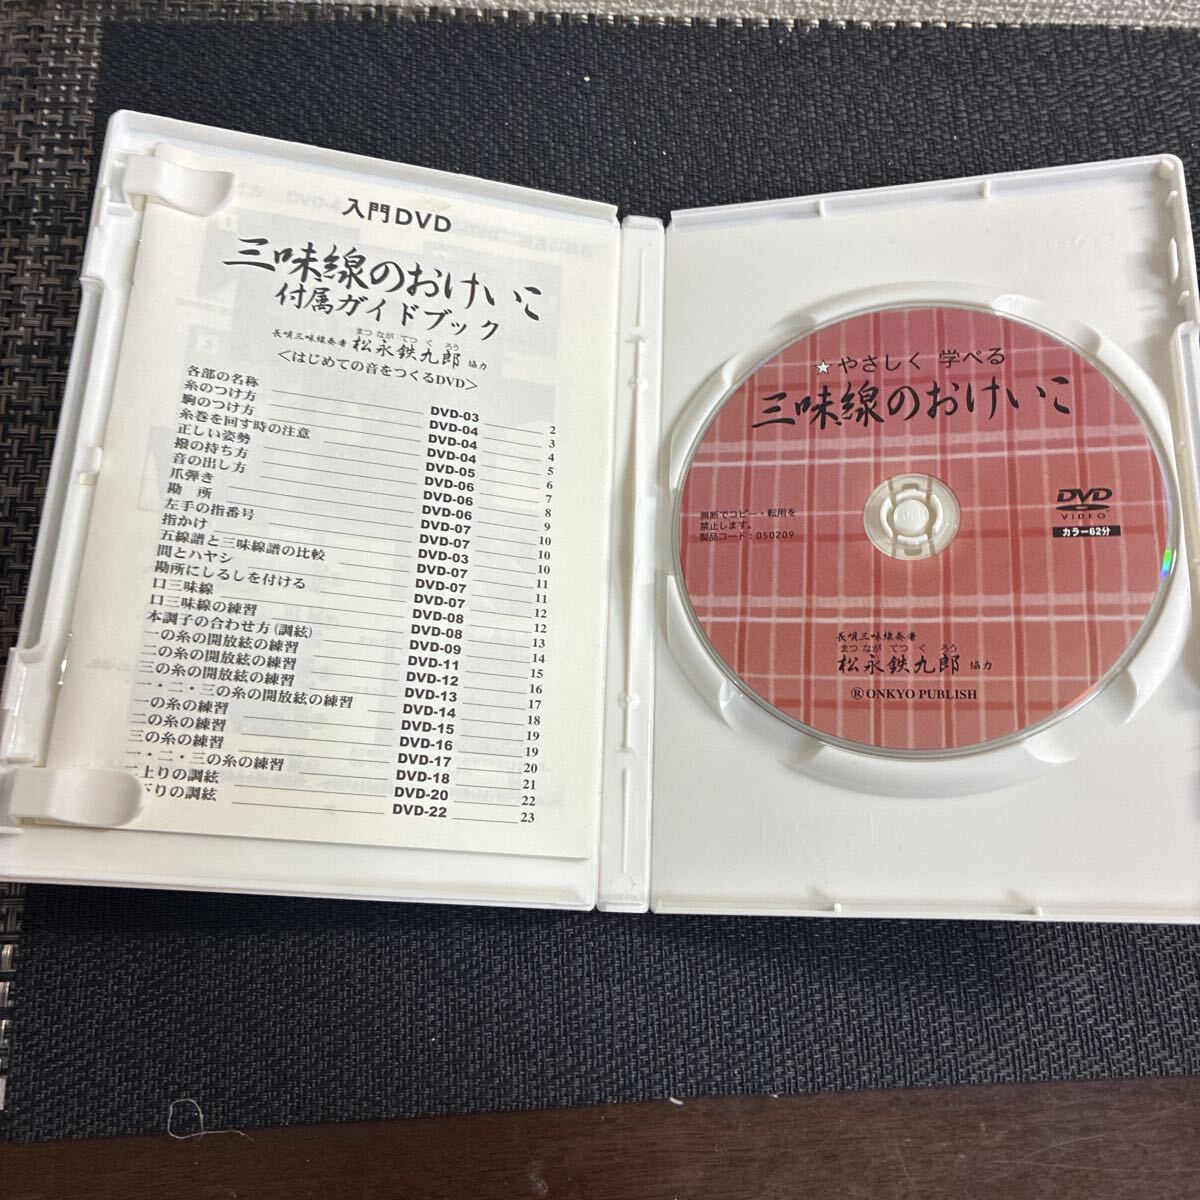 入門DVD
三味線のおけいこ
付属ガイドブック
まつ なが てつ く ろう
長唄三味線奏者 松永鉄九郎 協力
<はじめての音をつくるDVD>
各部の名称 DVD-03 2
糸のつけ方 DVD-04 3
駒のつけ方 DVD-04 4
糸巻を回す時の注意 DVD-04 5
正しい姿勢 DVD-05 6
撥の持ち方 DVD-06 7
音の出し方 DVD-06 8
爪弾き DVD-06 9
勘 所 DVD-07 10
左手の指番号 DVD-07 10
指かけ DVD-03 10
五線譜と三味線譜の比較 DVD-07 11
間とハヤシ DVD-07 11
勘所にしるしを付ける DVD-07 12
口三味線 DVD-08 12
口三味線の練習 DVD-08 13
本調子の合わせ方(調絃) DVD-09 14
一の糸の開放絃の練習 DVD-11 15
二の糸の開放絃の練習 DVD-12 16
三の糸の開放絃の練習 DVD-13 17
一・二・三の糸の開放絃の練習 DVD-14 18
一の糸の練習 DVD-15 19
二の糸の練習 DVD-16 19
三の糸の練習 DVD-17 20
一・二・三の糸の練習 DVD-18 21
二上りの調絃 DVD-20 22
下りの調絃 DVD-22 23
★やさしく 学べる
三味線のおけいこ
無断でコピー・転用を
禁止します。
製品コード:050209
DVD
VIDEO
カラー62分
長唄三味線奏者
まつ なが てつ く ろう
松永鉄九郎 協力
Ⓡ ONKYO PUBLISH